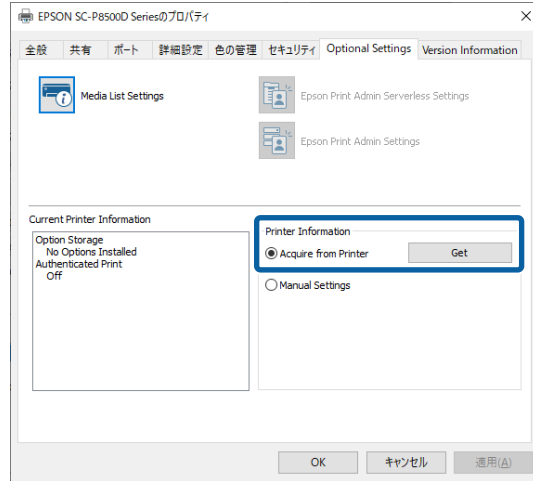 EPSON SC-P8500D Seriesのプロパティ
全般 共有 ポート 詳細設定 色の管理 セキュリティ Optional Settings Version Information
Media List Settings
Epson Print Admin Serverless Settings
Epson Print Admin Settings
Current Printer Information
Option Storage
No Options Installed
Authenticated Print
Off
Printer Information
Acquire from Printer Get
Manual Settings
OK キャンセル 適用(A)